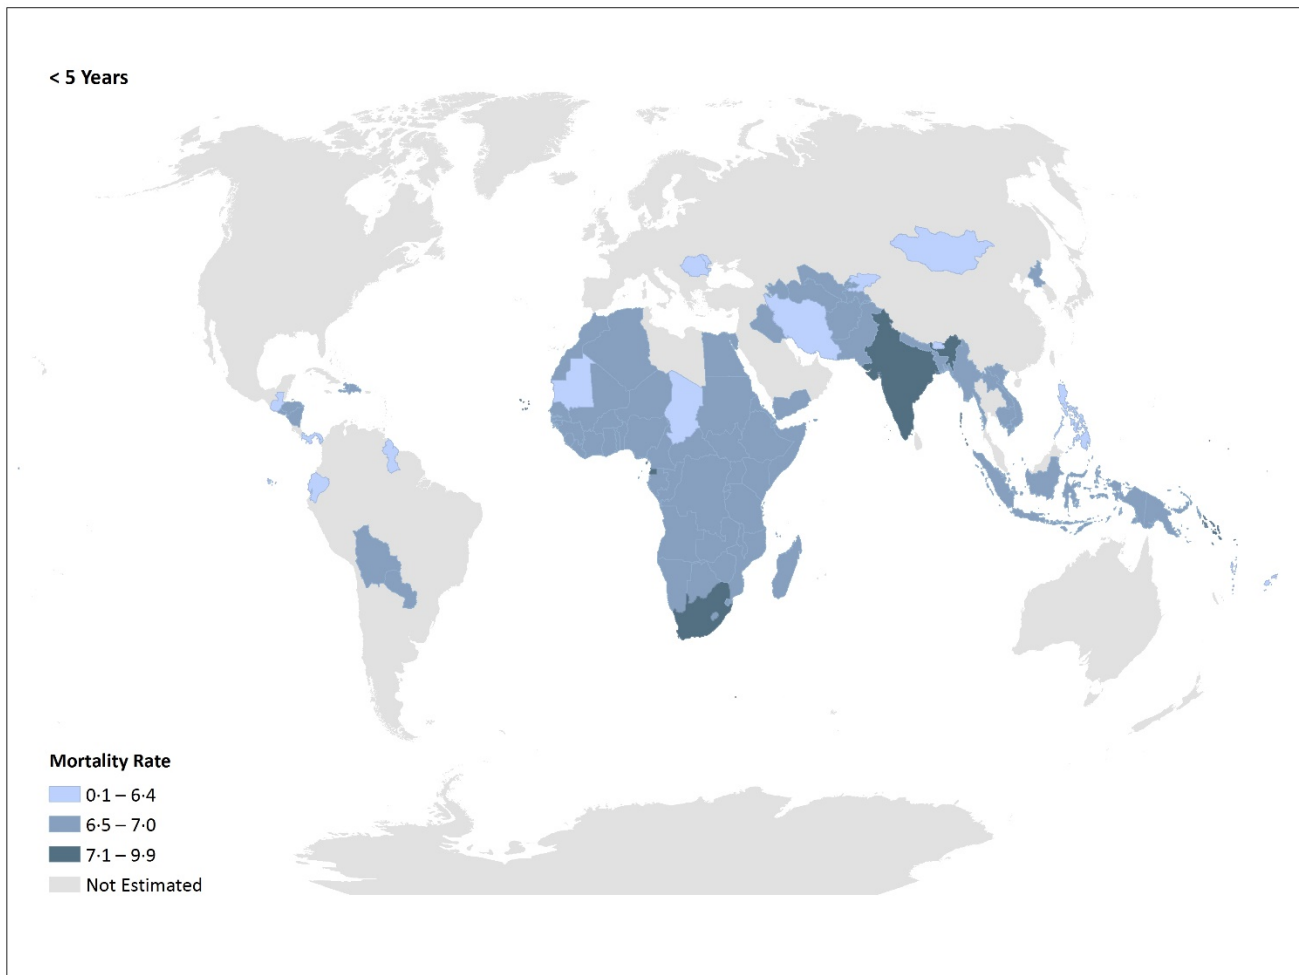 < 5 Years
Mortality Rate
0·1 – 6·4
6·5 – 7·0
7·1 – 9·9
Not Estimated